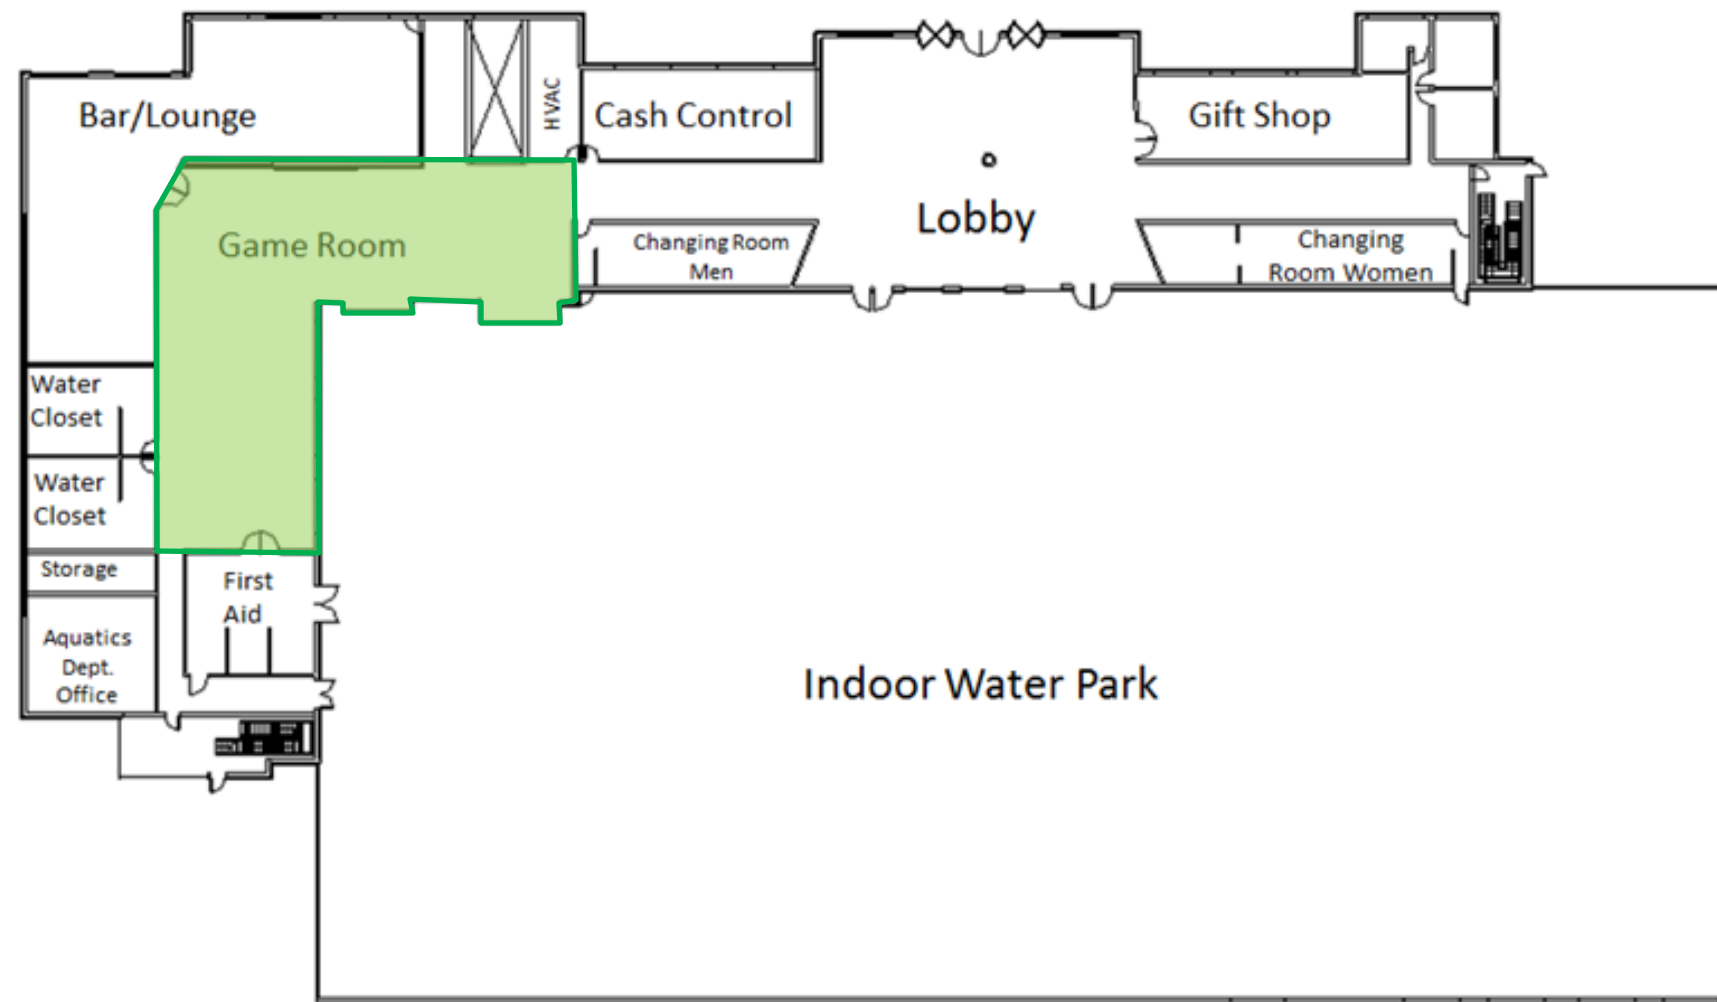 Bar/Lounge
HVAC
Cash Control
Gift Shop
Game Room
Changing Room
Men
Lobby
Changing
Room Women
Water
Closet
Water
Closet
Storage
First
Aid
Aquatics
Dept.
Office
Indoor Water Park